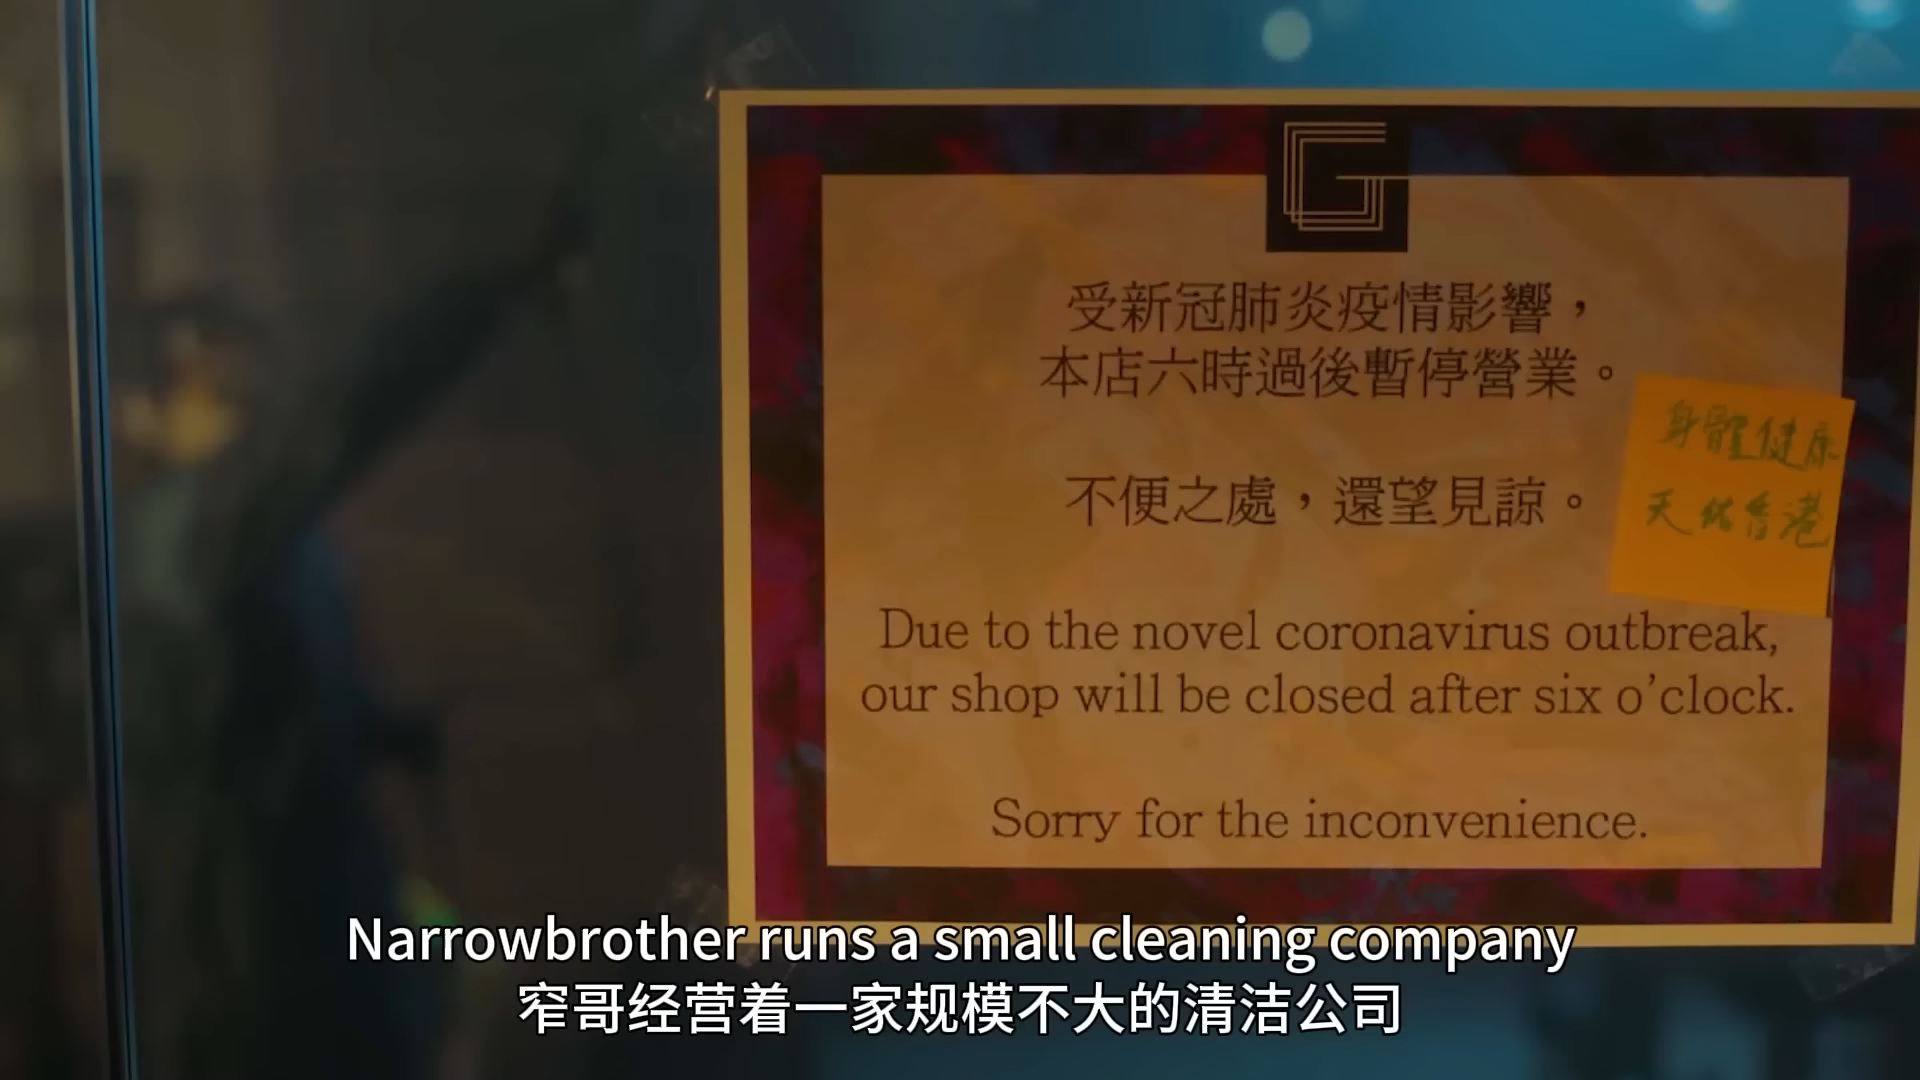 G
受新冠肺炎疫情影響，
本店六時過後暫停營業。
不便之處，還望見諒。
身體健康
天佑香港
Due to the novel coronavirus outbreak,
our shop will be closed after six o'clock.
Sorry for the inconvenience.
Narrowbrother runs a small cleaning company
窄哥经营着一家规模不大的清洁公司